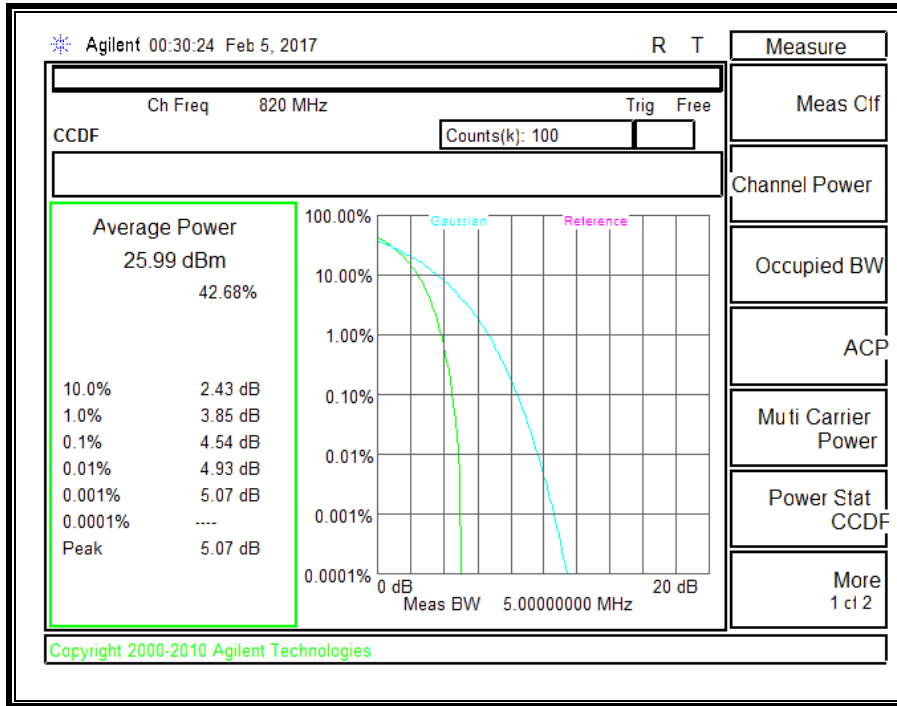 Agilent 00:30:24 Feb 5, 2017 R T
Measure
Ch Freq 820 MHz Trig Free
CCDF Counts(k): 100
Meas Off
Channel Power
Occupied BW
ACP
Multi Carrier
Power
Power Stat
CCDF
More
1 of 2
Average Power
25.99 dBm
42.68%
10.0% 2.43 dB
1.0% 3.85 dB
0.1% 4.54 dB
0.01% 4.93 dB
0.001% 5.07 dB
0.0001% ----
Peak 5.07 dB
Gaussian Reference
100.00%
10.00%
1.00%
0.10%
0.01%
0.001%
0.0001%
0 dB 20 dB
Meas BW 5.00000000 MHz
Copyright 2000-2010 Agilent Technologies